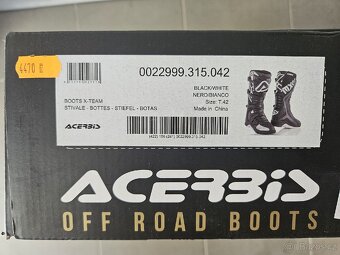 4470
0022999.315.042
BLACK/WHITE
NERO/BIANCO
BOOTS X-TEAM
Size: T.42
STIVALE - BOTTES - STIEFEL - BOTAS
Made in China
ACERBIS
ACERBIS
OFF ROAD BOOTS